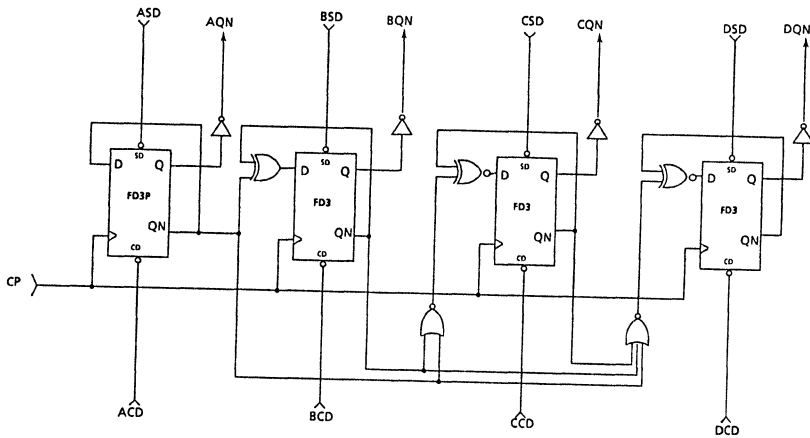 ASD AQN BSD BQN CSD CQN DSD DQN
SD SD SD SD
D Q D Q D Q D Q
FD3P FD3 FD3 FD3
QN QN QN QN
CD CD CD CD
CP
ACD BCD CCD DCD